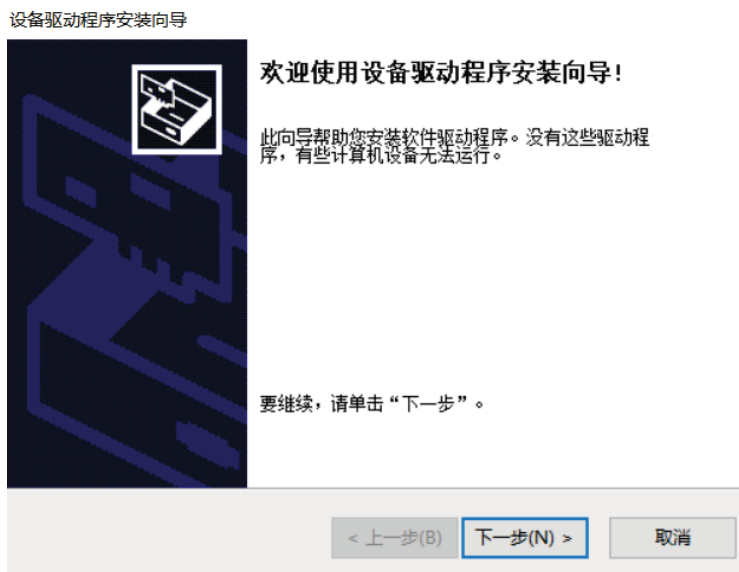 设备驱动程序安装向导
欢迎使用设备驱动程序安装向导！
此向导帮助您安装软件驱动程序。没有这些驱动程
序，有些计算机设备无法运行。
要继续，请单击“下一步”。
< 上一步(B)
下一步(N) >
取消